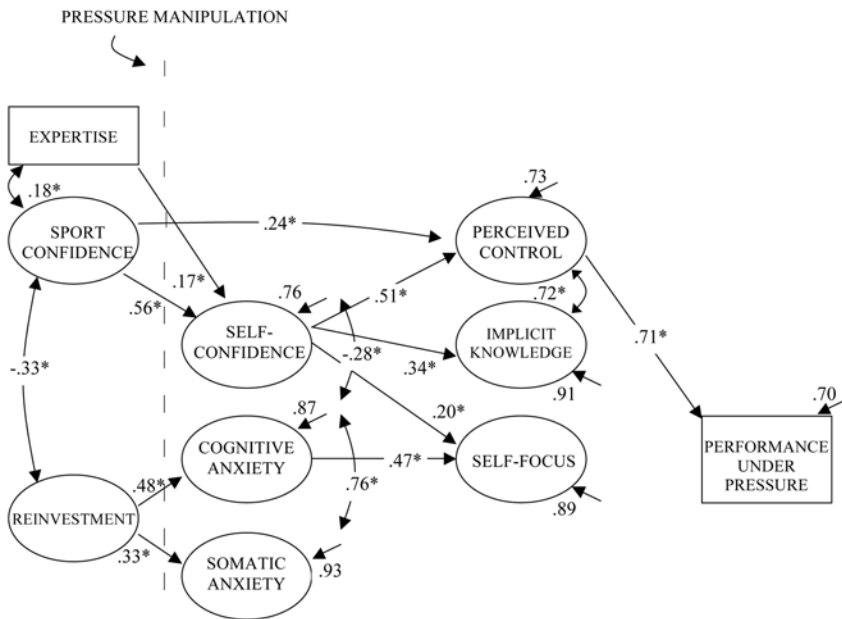 PRESSURE MANIPULATION
EXPERTISE
.18*
SPORT
CONFIDENCE
.24*
.73
PERCEIVED
CONTROL
.17*
.56*
.76
.51*
.72*
SELF-
CONFIDENCE
-.28*
IMPLICIT
KNOWLEDGE
.34*
.71*
-.33*
.91
.70
.87
.20*
COGNITIVE
ANXIETY
.47*
SELF-FOCUS
PERFORMANCE
UNDER
PRESSURE
.48*
.76*
REINVESTMENT
.89
.33*
SOMATIC
ANXIETY
.93